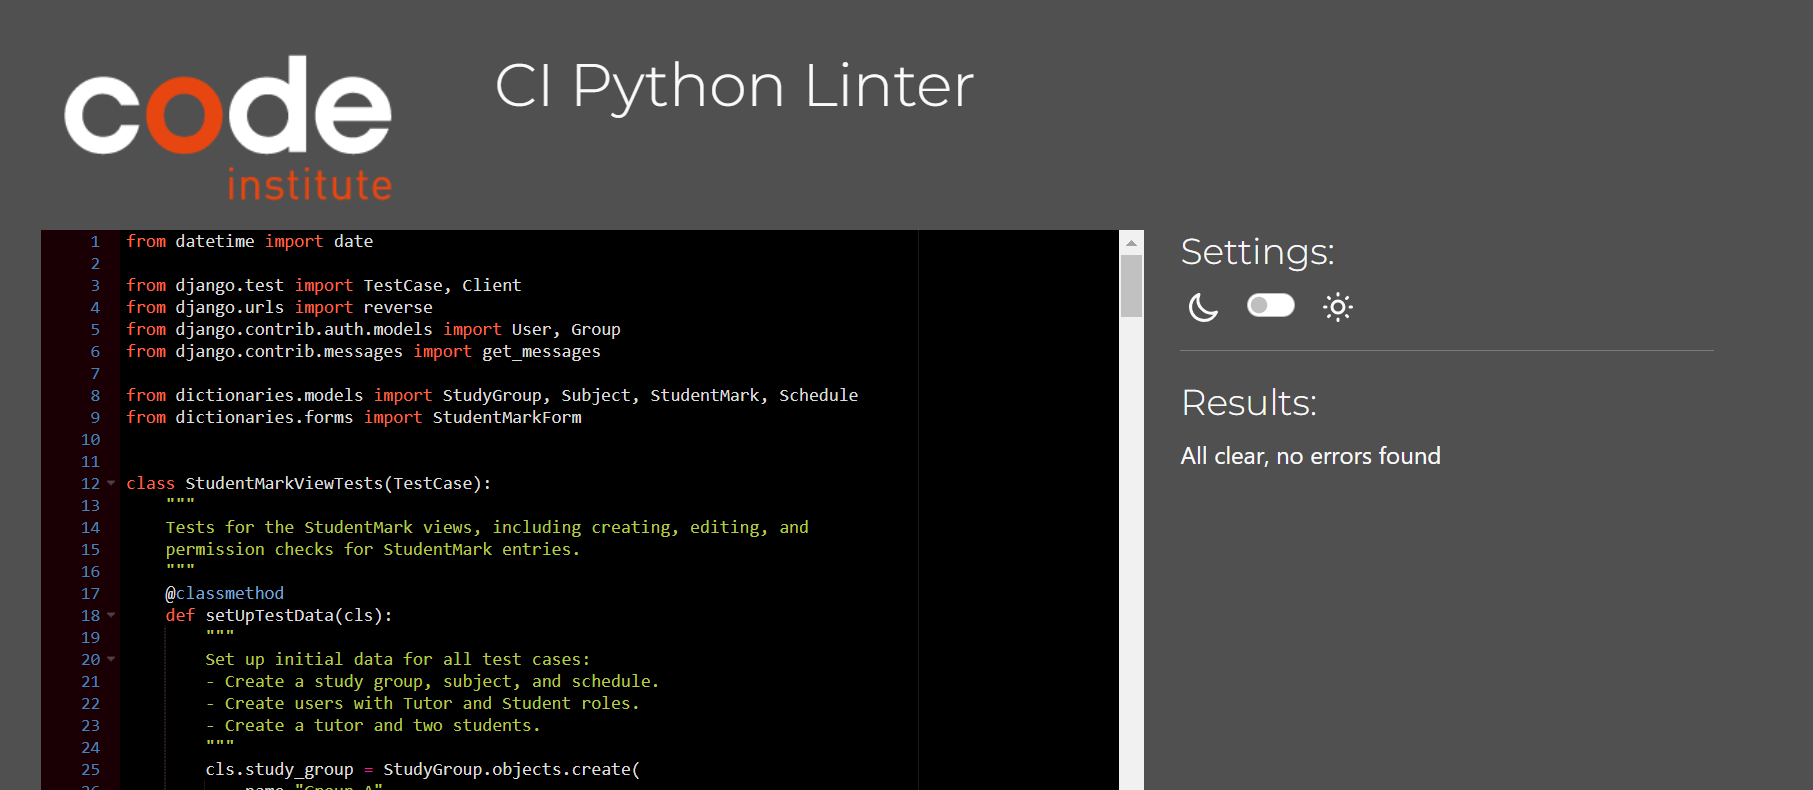 code
institute
CI Python Linter
1 from datetime import date
2
3 from django.test import TestCase, Client
4 from django.urls import reverse
5 from django.contrib.auth.models import User, Group
6 from django.contrib.messages import get_messages
7
8 from dictionaries.models import StudyGroup, Subject, StudentMark, Schedule
9 from dictionaries.forms import StudentMarkForm
10
11
12 class StudentMarkViewTests(TestCase):
13 """
14 Tests for the StudentMark views, including creating, editing, and
15 permission checks for StudentMark entries.
16 """
17 @classmethod
18 def setUpTestData(cls):
19 """
20 Set up initial data for all test cases:
21 - Create a study group, subject, and schedule.
22 - Create users with Tutor and Student roles.
23 - Create a tutor and two students.
24 """
25 cls.study_group = StudyGroup.objects.create(
Settings:
Results:
All clear, no errors found